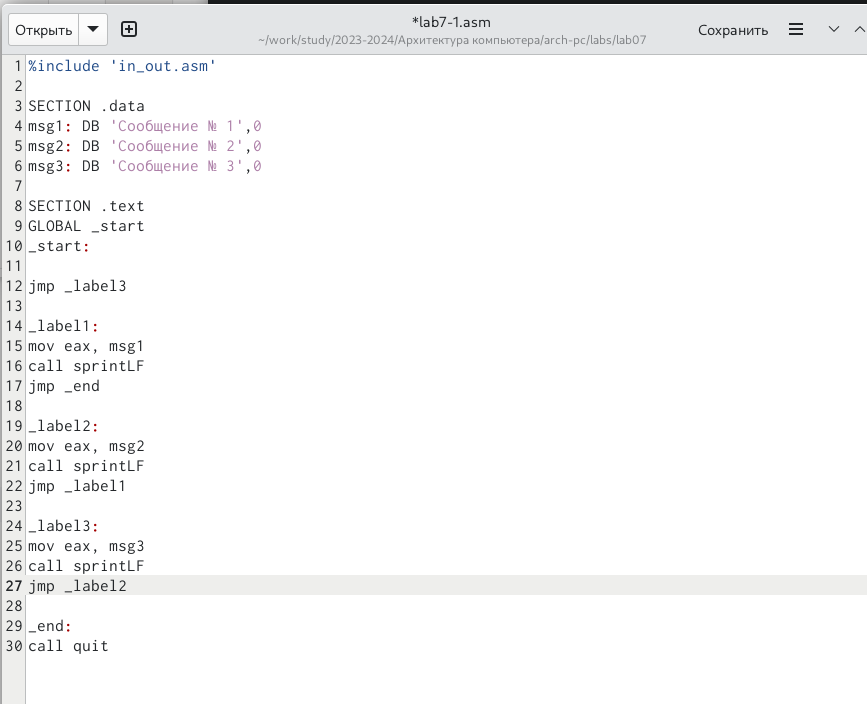 Открыть
*lab7-1.asm
~/work/study/2023-2024/Архитектура компьютера/arch-pc/labs/lab07
Сохранить
1 %include 'in_out.asm'
2
3 SECTION .data
4 msg1: DB 'Сообщение № 1',0
5 msg2: DB 'Сообщение № 2',0
6 msg3: DB 'Сообщение № 3',0
7
8 SECTION .text
9 GLOBAL _start
10 _start:
11
12 jmp _label3
13
14 _label1:
15 mov eax, msg1
16 call sprintLF
17 jmp _end
18
19 _label2:
20 mov eax, msg2
21 call sprintLF
22 jmp _label1
23
24 _label3:
25 mov eax, msg3
26 call sprintLF
27 jmp _label2
28
29 _end:
30 call quit